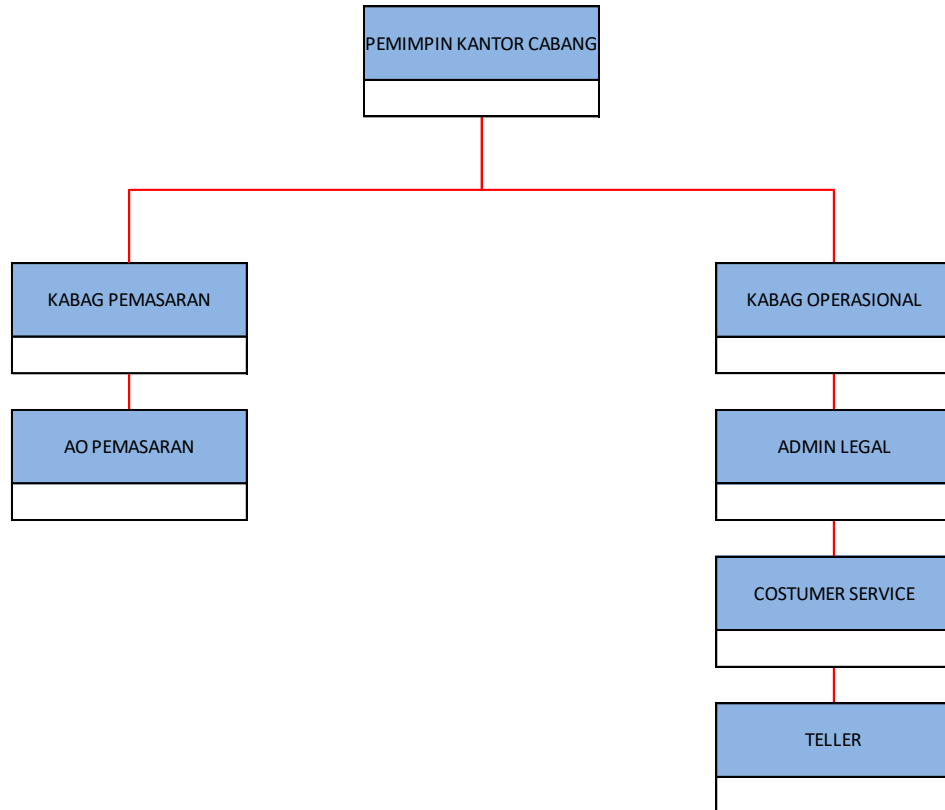 PEMIMPIN KANTOR CABANG
KABAG PEMASARAN
KABAG OPERASIONAL
AO PEMASARAN
ADMIN LEGAL
COSTUMER SERVICE
TELLER